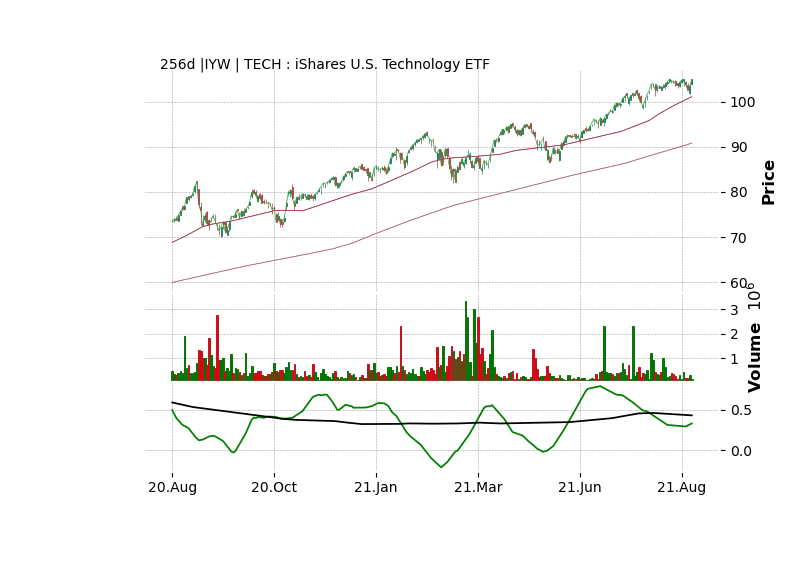 256d |IYW | TECH : iShares U.S. Technology ETF
100
90
80
70
60
Price
3
2
1
Volume 10^6
0.5
0.0
20.Aug 20.Oct 21.Jan 21.Mar 21.Jun 21.Aug